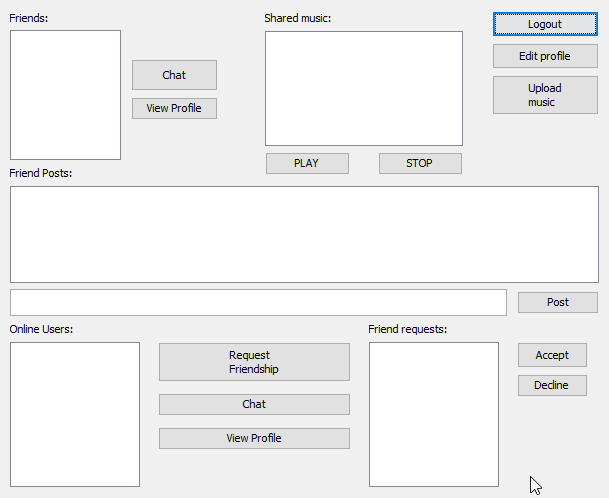 Friends:
Shared music:
Logout
Edit profile
Upload
music
Chat
View Profile
PLAY
STOP
Friend Posts:
Post
Online Users:
Friend requests:
Request
Friendship
Chat
View Profile
Accept
Decline